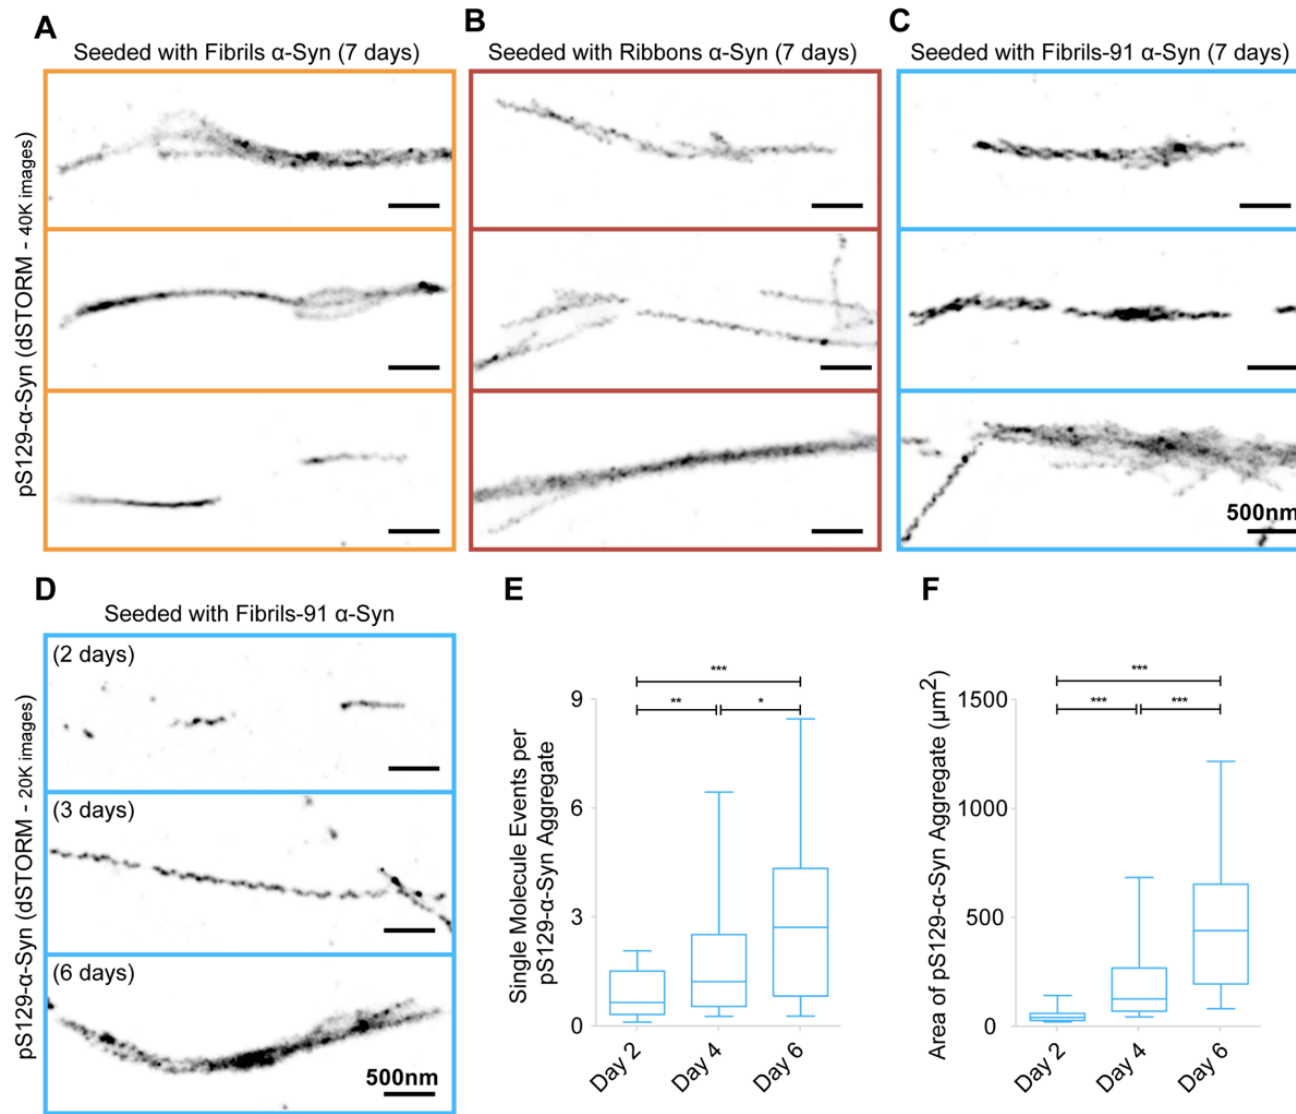 A
Seeded with Fibrils α-Syn (7 days)
B
Seeded with Ribbons α-Syn (7 days)
C
Seeded with Fibrils-91 α-Syn (7 days)
pS129-α-Syn (dSTORM - 40K images)
500nm
D
Seeded with Fibrils-91 α-Syn
pS129-α-Syn (dSTORM - 20K images)
(2 days)
(3 days)
(6 days)
500nm
E
Single Molecule Events per
pS129-α-Syn Aggregate
9
6
3
0
***
**
*
Day 2
Day 4
Day 6
F
Area of pS129-α-Syn Aggregate (μm²)
1500
1000
500
0
***
***
***
Day 2
Day 4
Day 6